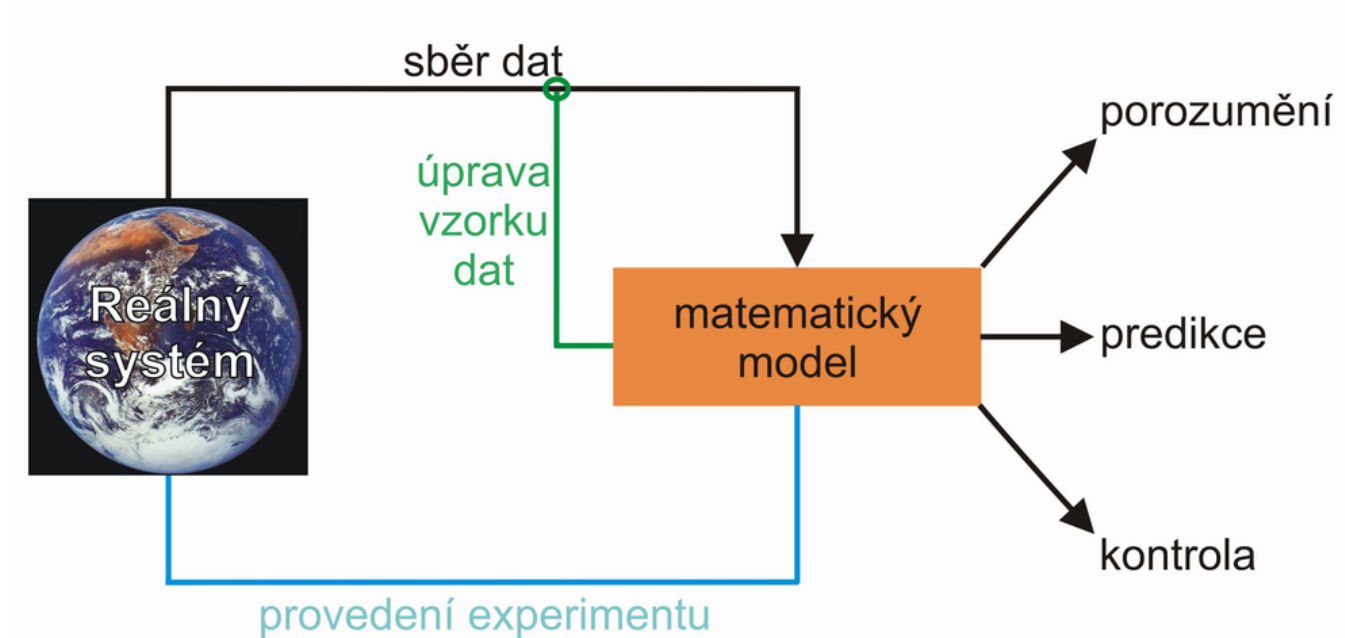 sběr dat
porozumění
úprava
vzorku
dat
Reálný
systém
matematický
model
predikce
kontrola
provedení experimentu